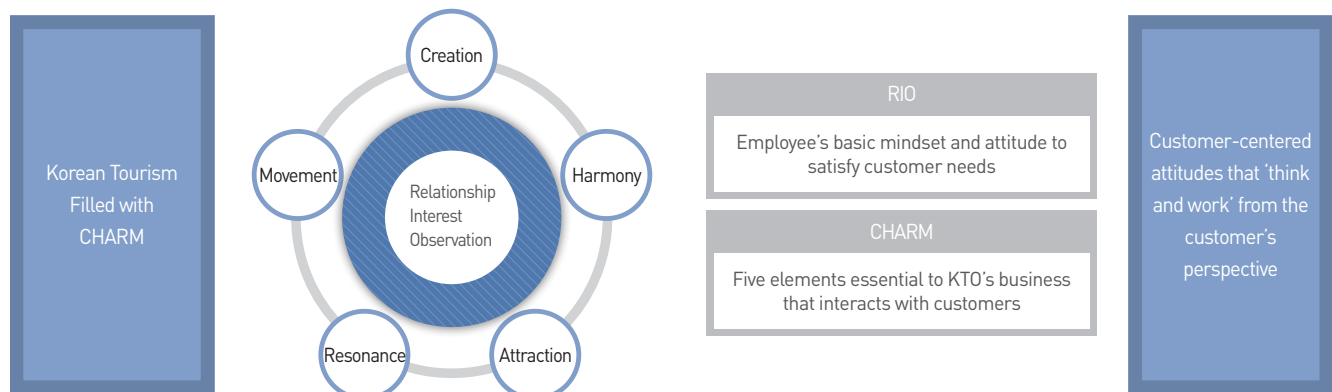 Korean Tourism
Filled with
CHARM
Creation
Movement
Harmony
Relationship
Interest
Observation
Resonance
Attraction
RIO
Employee's basic mindset and attitude to
satisfy customer needs
CHARM
Five elements essential to KTO's business
that interacts with customers
Customer-centered
attitudes that 'think
and work' from the
customer's
perspective